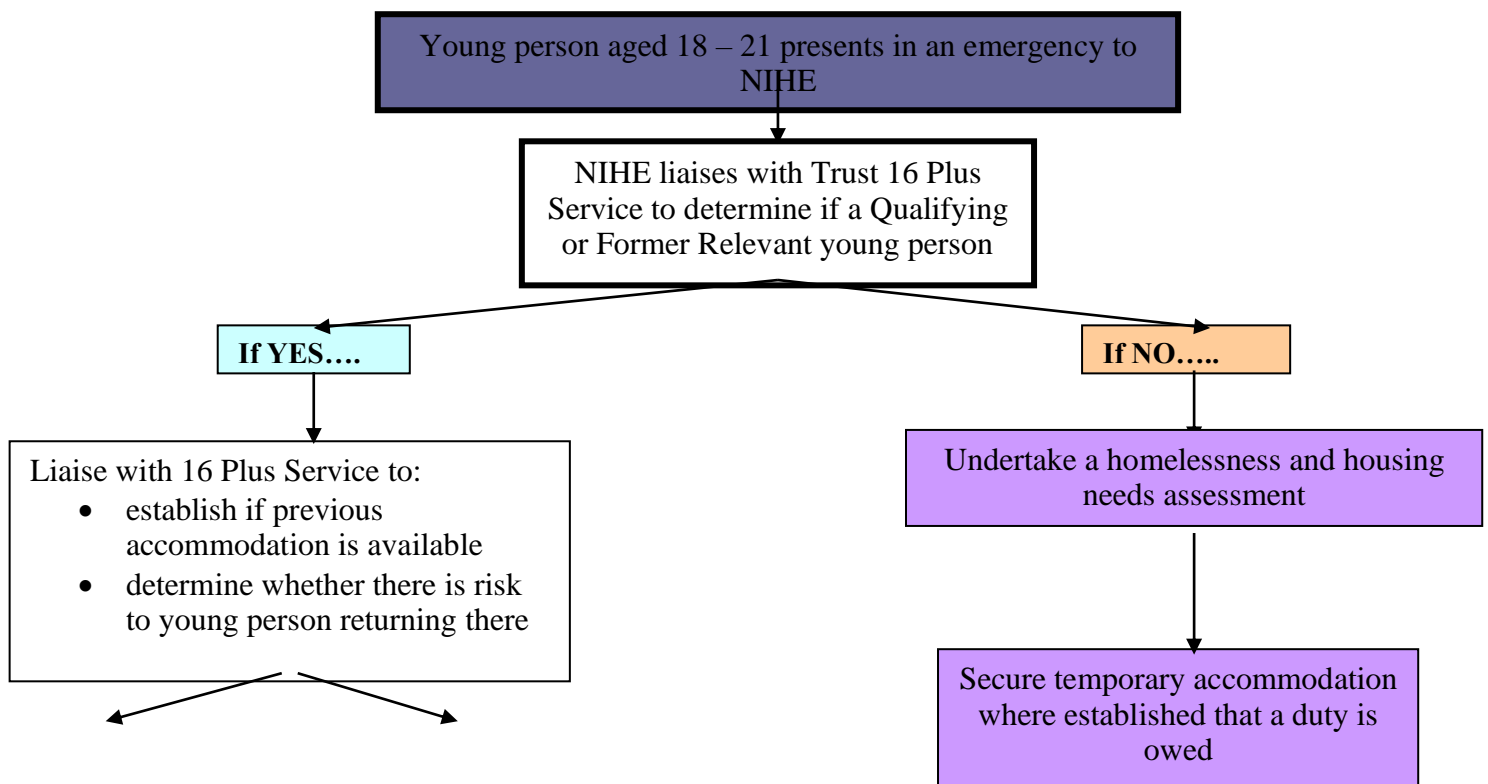 Young person aged 18 – 21 presents in an emergency to
NIHE
NIHE liaises with Trust 16 Plus
Service to determine if a Qualifying
or Former Relevant young person
If YES….
If NO…..
Liaise with 16 Plus Service to:
• establish if previous
accommodation is available
• determine whether there is risk
to young person returning there
Undertake a homelessness and housing
needs assessment
Secure temporary accommodation
where established that a duty is
owed